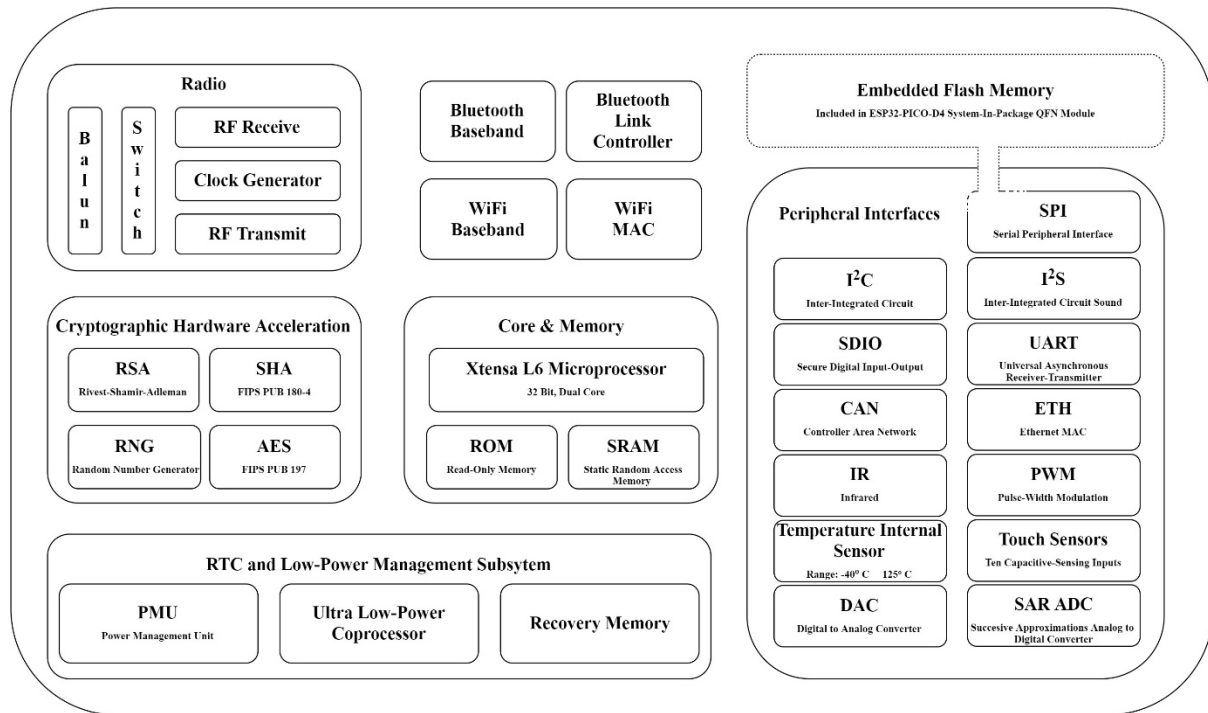 Radio
Balun
Switch
RF Receive
Clock Generator
RF Transmit
Bluetooth
Baseband
Bluetooth
Link
Controller
WiFi
Baseband
WiFi
MAC
Embedded Flash Memory
Included in ESP32-PICO-D4 System-In-Package QFN Module
Cryptographic Hardware Acceleration
RSA
Rivest-Shamir-Adleman
SHA
FIPS PUB 180-4
RNG
Random Number Generator
AES
FIPS PUB 197
Core & Memory
Xtensa L6 Microprocessor
32 Bit, Dual Core
ROM
Read-Only Memory
SRAM
Static Random Access
Memory
Peripheral Interfaces
SPI
Serial Peripheral Interface
I²C
Inter-Integrated Circuit
I²S
Inter-Integrated Circuit Sound
SDIO
Secure Digital Input-Output
UART
Universal Asynchronous
Receiver-Transmitter
CAN
Controller Area Network
ETH
Ethernet MAC
IR
Infrared
PWM
Pulse-Width Modulation
Temperature Internal
Sensor
Range: -40⁰ C 125⁰ C
Touch Sensors
Ten Capacitive-Sensing Inputs
DAC
Digital to Analog Converter
SAR ADC
Succesive Approximations Analog to
Digital Converter
RTC and Low-Power Management Subsytem
PMU
Power Management Unit
Ultra Low-Power
Coprocessor
Recovery Memory